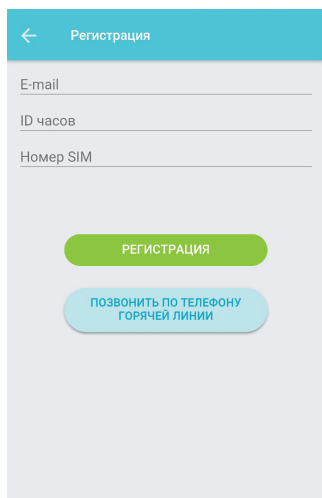 Регистрация
E-mail
ID часов
Номер SIM
РЕГИСТРАЦИЯ
ПОЗВОНИТЬ ПО ТЕЛЕФОНУ
ГОРЯЧЕЙ ЛИНИИ